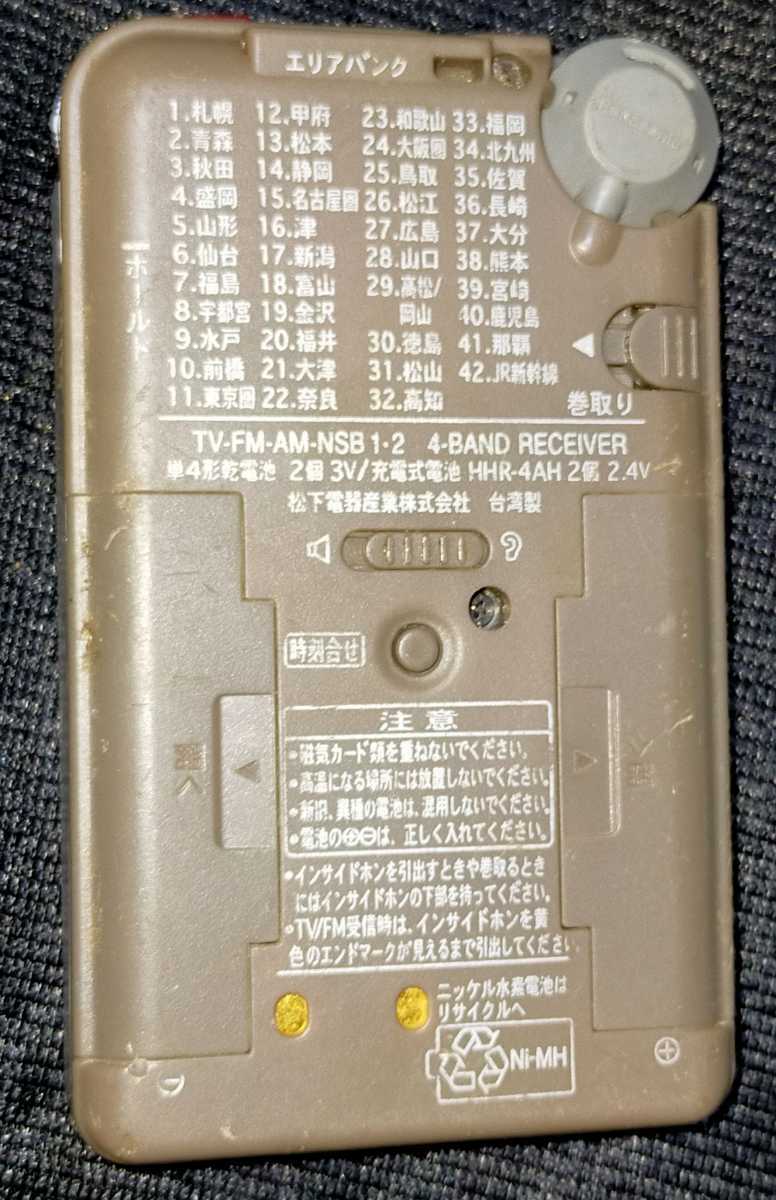 エリアバンク
1.札幌 12.甲府 23.和歌山 33.福岡
2.青森 13.松本 24.大阪圏 34.北九州
3.秋田 14.静岡 25.鳥取 35.佐賀
4.盛岡 15.名古屋圏 26.松江 36.長崎
5.山形 16.津 27.広島 37.大分
6.仙台 17.新潟 28.山口 38.熊本
7.福島 18.富山 29.高松/ 39.宮崎
8.宇都宮 19.金沢 岡山 40.鹿児島
9.水戸 20.福井 30.徳島 41.那覇
10.前橋 21.大津 31.松山 42.JR新幹線
11.東京圏 22.奈良 32.高知
ホールド
巻取り
TV-FM-AM-NSB 1・2 4-BAND RECEIVER
単4形乾電池 2個 3V/充電式電池 HHR-4AH 2個 2.4V
松下電器産業株式会社 台湾製
時刻合せ
注意
・磁気カード類を重ねないでください。
・高温になる場所には放置しないでください。
・新旧、異種の電池は、混用しないでください。
・電池の⊕⊖は、正しく入れてください。
・インサイドホンを引出すときや巻取るとき
にはインサイドホンの下部を持ってください。
・TV/FM受信時は、インサイドホンを黄
色のエンドマークが見えるまで引出してください。
ニッケル水素電池は
リサイクルへ
Ni-MH